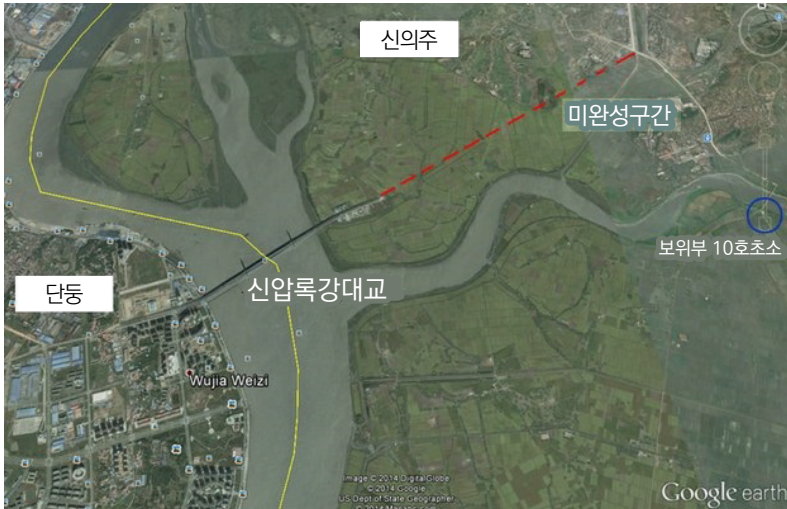 신의주
미완성구간
보위부 10호초소
단둥
신압록강대교
Wujia Weizi
Image © 2014 DigitalGlobe
© 2014 Google
US Dept of State Geographer
Google earth